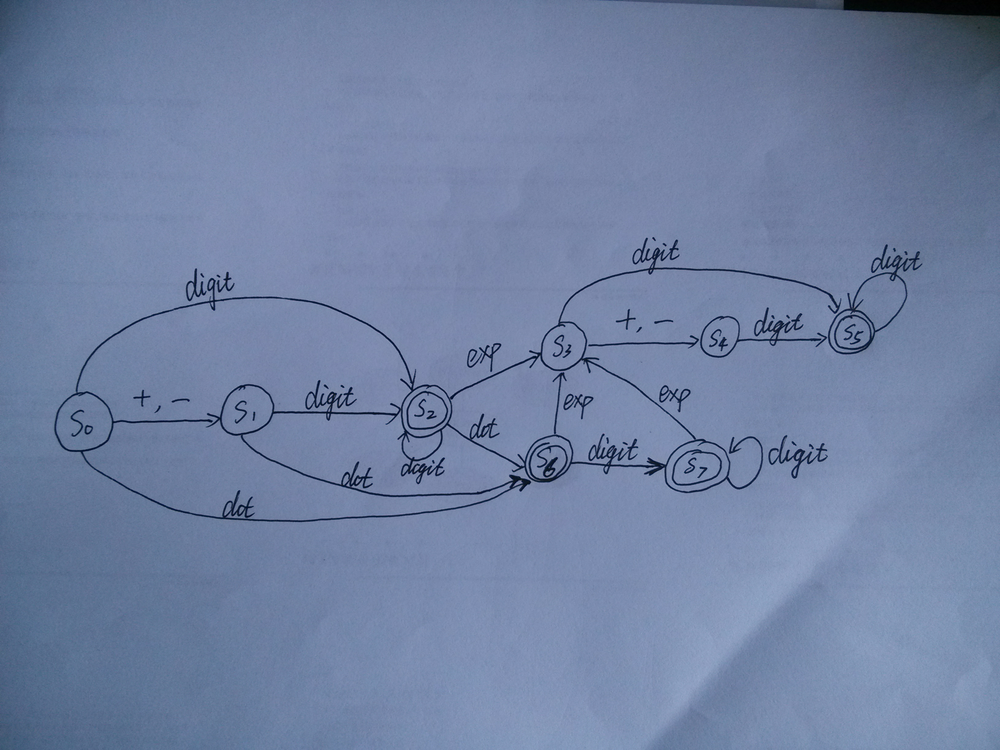 digit
digit
digit
+, -
S3
S4
digit
S5
exp
S0
+, -
S1
digit
S2
dot
exp
exp
digit
dot
S6
digit
S7
digit
dot